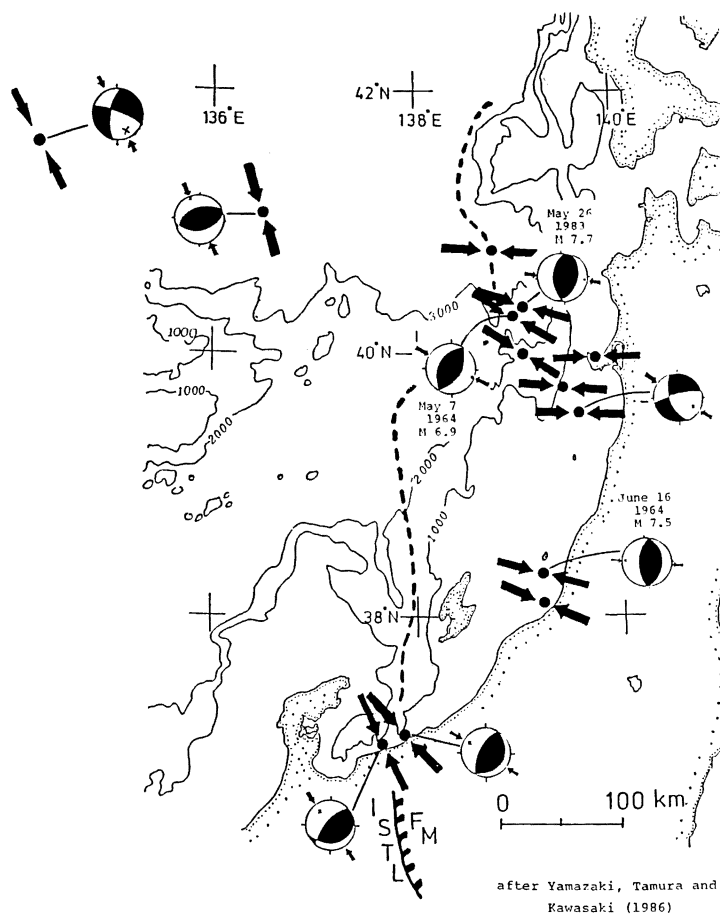 42°N
136°E
138°E
140°E
May 26
1983
M 7.7
3000
1000
40°N
1000
2000
May 7
1964
M 6.9
2000
1000
June 16
1964
M 7.5
38°N
0 100 km
I
S
T
L
F
M
after Yamazaki, Tamura and
Kawasaki (1986)